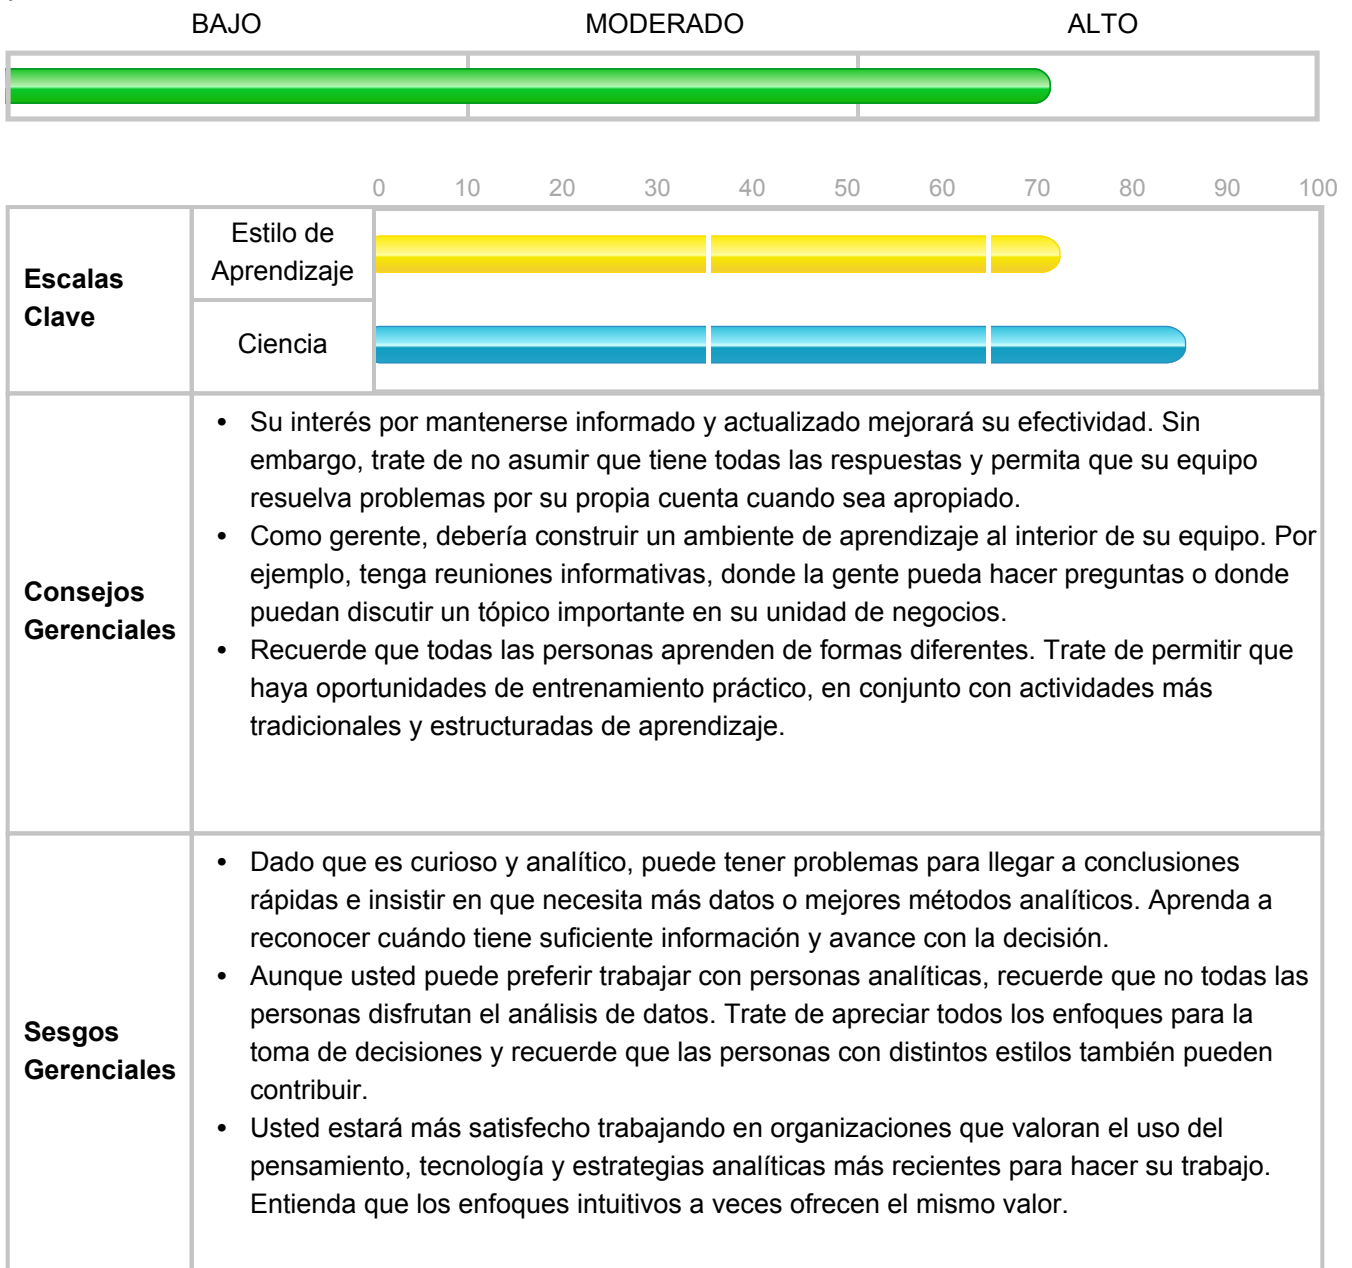 BAJO MODERADO ALTO
0 10 20 30 40 50 60 70 80 90 100
Escalas
Clave
Estilo de
Aprendizaje
Ciencia
Consejos
Gerenciales
• Su interés por mantenerse informado y actualizado mejorará su efectividad. Sin
embargo, trate de no asumir que tiene todas las respuestas y permita que su equipo
resuelva problemas por su propia cuenta cuando sea apropiado.
• Como gerente, debería construir un ambiente de aprendizaje al interior de su equipo. Por
ejemplo, tenga reuniones informativas, donde la gente pueda hacer preguntas o donde
puedan discutir un tópico importante en su unidad de negocios.
• Recuerde que todas las personas aprenden de formas diferentes. Trate de permitir que
haya oportunidades de entrenamiento práctico, en conjunto con actividades más
tradicionales y estructuradas de aprendizaje.
Sesgos
Gerenciales
• Dado que es curioso y analítico, puede tener problemas para llegar a conclusiones
rápidas e insistir en que necesita más datos o mejores métodos analíticos. Aprenda a
reconocer cuándo tiene suficiente información y avance con la decisión.
• Aunque usted puede preferir trabajar con personas analíticas, recuerde que no todas las
personas disfrutan el análisis de datos. Trate de apreciar todos los enfoques para la
toma de decisiones y recuerde que las personas con distintos estilos también pueden
contribuir.
• Usted estará más satisfecho trabajando en organizaciones que valoran el uso del
pensamiento, tecnología y estrategias analíticas más recientes para hacer su trabajo.
Entienda que los enfoques intuitivos a veces ofrecen el mismo valor.